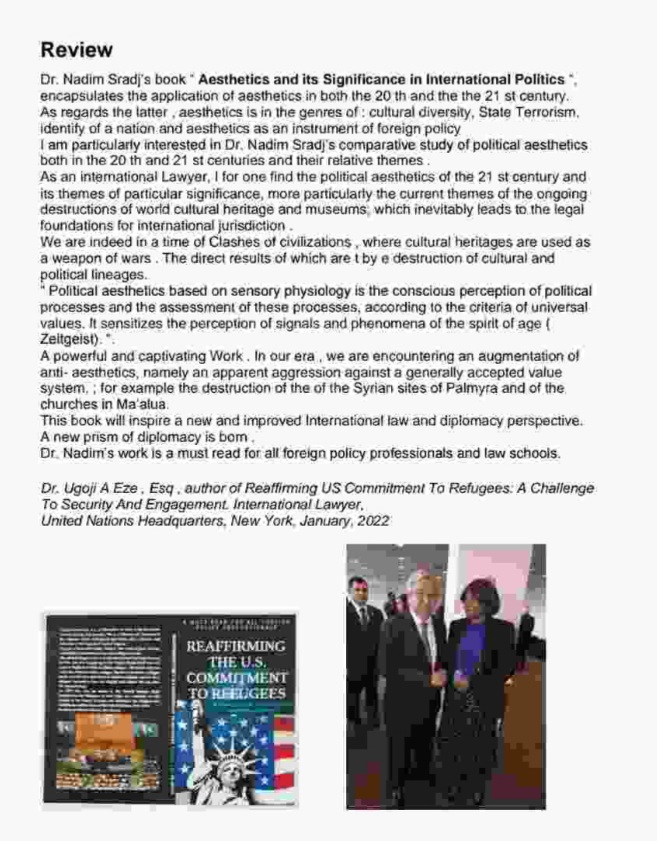 Review
Dr. Nadim Sradj's book " Aesthetics and its Significance in International Politics ",
encapsulates the application of aesthetics in both the 20 th and the the 21 st century.
As regards the latter , aesthetics is in the genres of : cultural diversity, State Terrorism,
identify of a nation and aesthetics as an instrument of foreign policy
I am particularly interested in Dr. Nadim Sradj's comparative study of political aesthetics
both in the 20 th and 21 st centuries and their relative themes .
As an international Lawyer, I for one find the political aesthetics of the 21 st century and
its themes of particular significance, more particularly the current themes of the ongoing
destructions of world cultural heritage and museums; which inevitably leads to the legal
foundations for international jurisdiction .
We are indeed in a time of Clashes of civilizations , where cultural heritages are used as
a weapon of wars . The direct results of which are t by e destruction of cultural and
political lineages.
" Political aesthetics based on sensory physiology is the conscious perception of political
processes and the assessment of these processes, according to the criteria of universal
values. It sensitizes the perception of signals and phenomena of the spirit of age (
Zeitgeist). ".
A powerful and captivating Work . In our era , we are encountering an augmentation of
anti- aesthetics, namely an apparent aggression against a generally accepted value
system, ; for example the destruction of the of the Syrian sites of Palmyra and of the
churches in Ma'alua.
This book will inspire a new and improved International law and diplomacy perspective.
A new prism of diplomacy is born .
Dr. Nadim's work is a must read for all foreign policy professionals and law schools.
Dr. Ugoji A Eze , Esq , author of Reaffirming US Commitment To Refugees: A Challenge
To Security And Engagement. International Lawyer,
United Nations Headquarters, New York, January, 2022
A MUST READ FOR ALL FOREIGN
POLICY PROFESSIONALS
REAFFIRMING
THE U.S.
COMMITMENT
TO REFUGEES